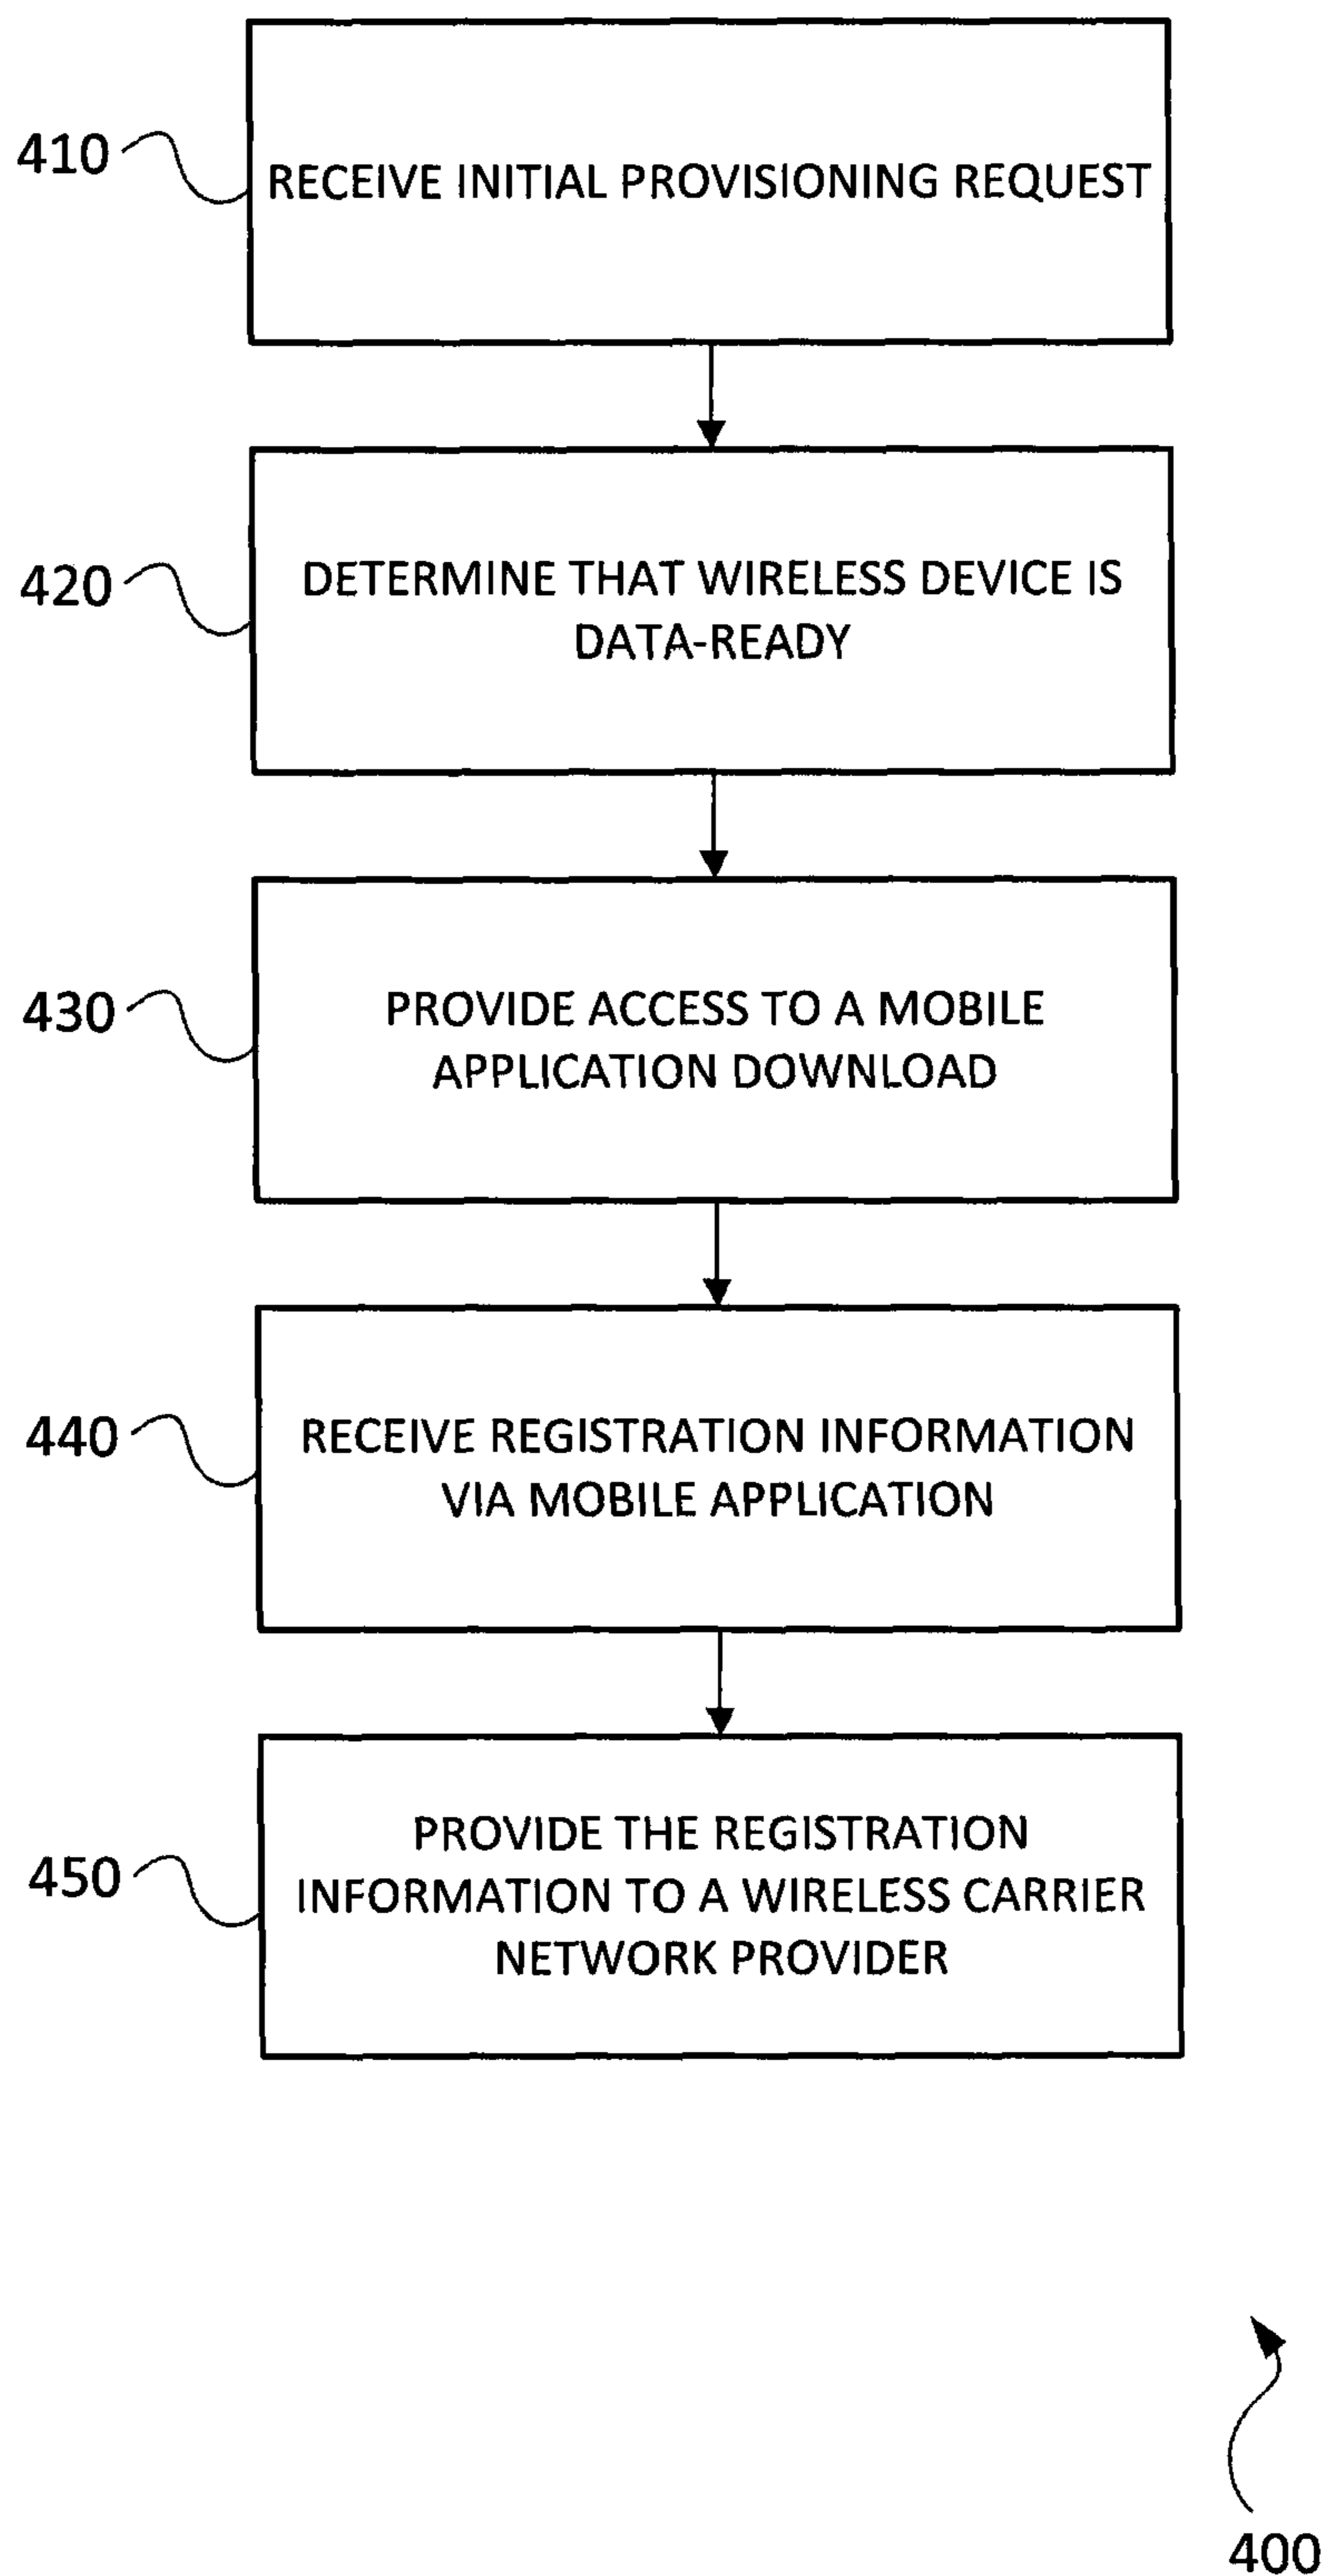 410
RECEIVE INITIAL PROVISIONING REQUEST
420
DETERMINE THAT WIRELESS DEVICE IS
DATA-READY
430
PROVIDE ACCESS TO A MOBILE
APPLICATION DOWNLOAD
440
RECEIVE REGISTRATION INFORMATION
VIA MOBILE APPLICATION
450
PROVIDE THE REGISTRATION
INFORMATION TO A WIRELESS CARRIER
NETWORK PROVIDER
400